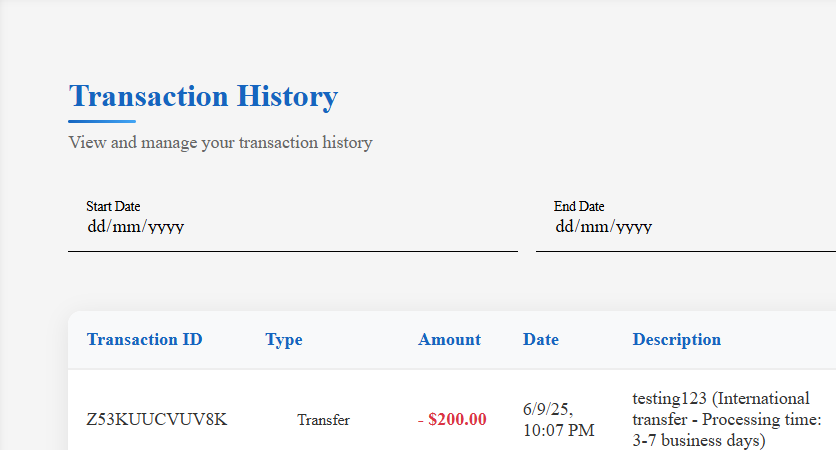 Transaction History
View and manage your transaction history
Start Date
End Date
dd/mm/yyyy
dd/mm/yyyy
Transaction ID Type Amount Date Description
Z53KUUCVUV8K Transfer - $200.00
6/9/25,
10:07 PM
testing123 (International
transfer - Processing time:
3-7 business days)